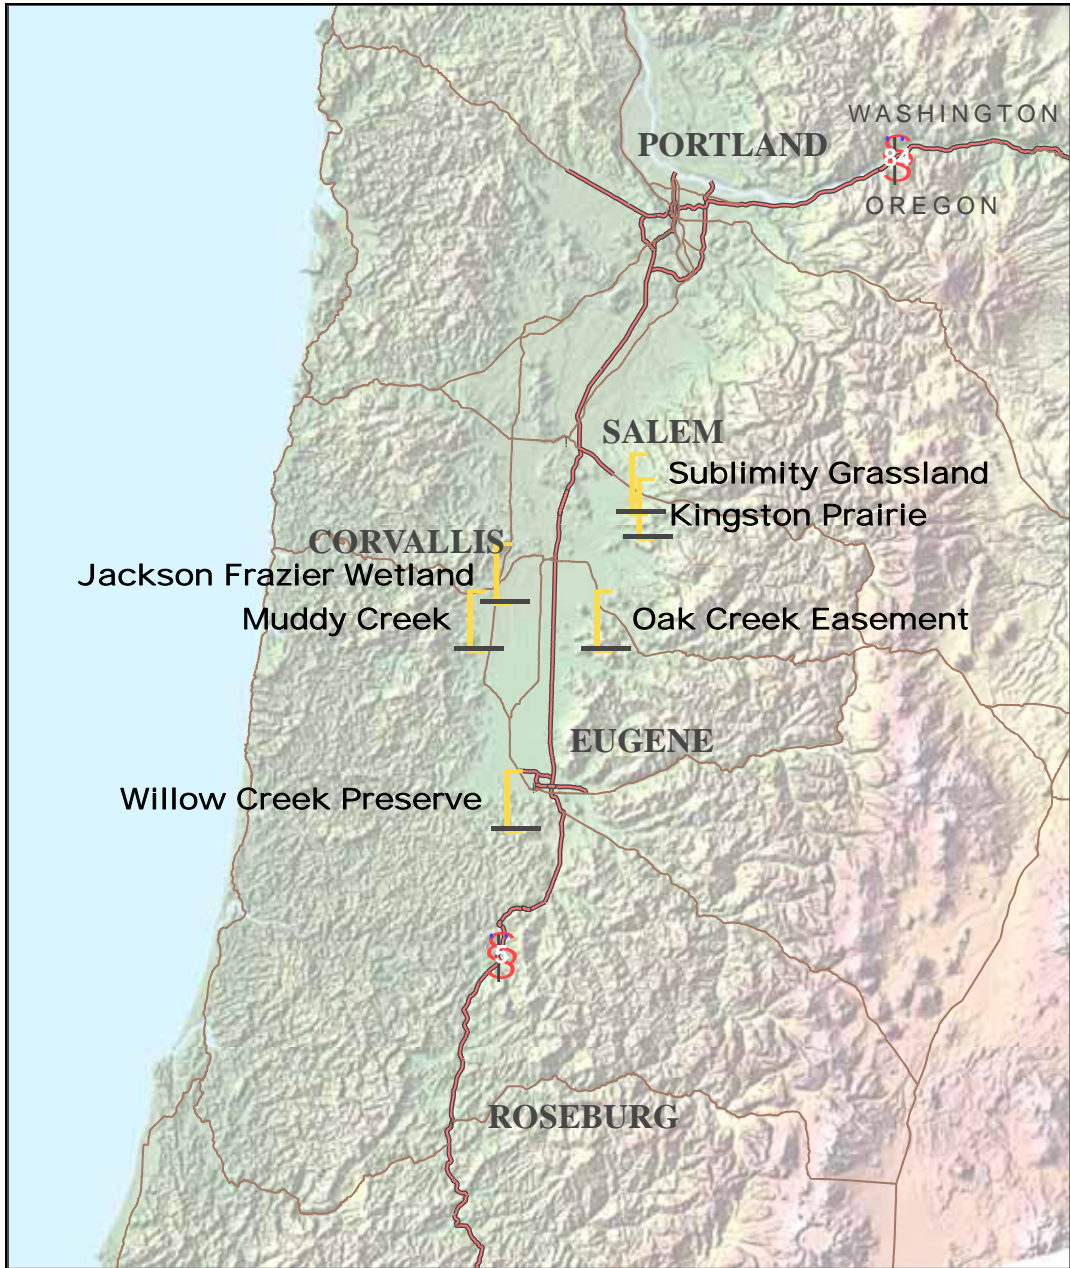 WASHINGTON
PORTLAND
84
OREGON
SALEM
Sublimity Grassland
Kingston Prairie
CORVALLIS
Jackson Frazier Wetland
Muddy Creek
Oak Creek Easement
EUGENE
Willow Creek Preserve
5
ROSEBURG